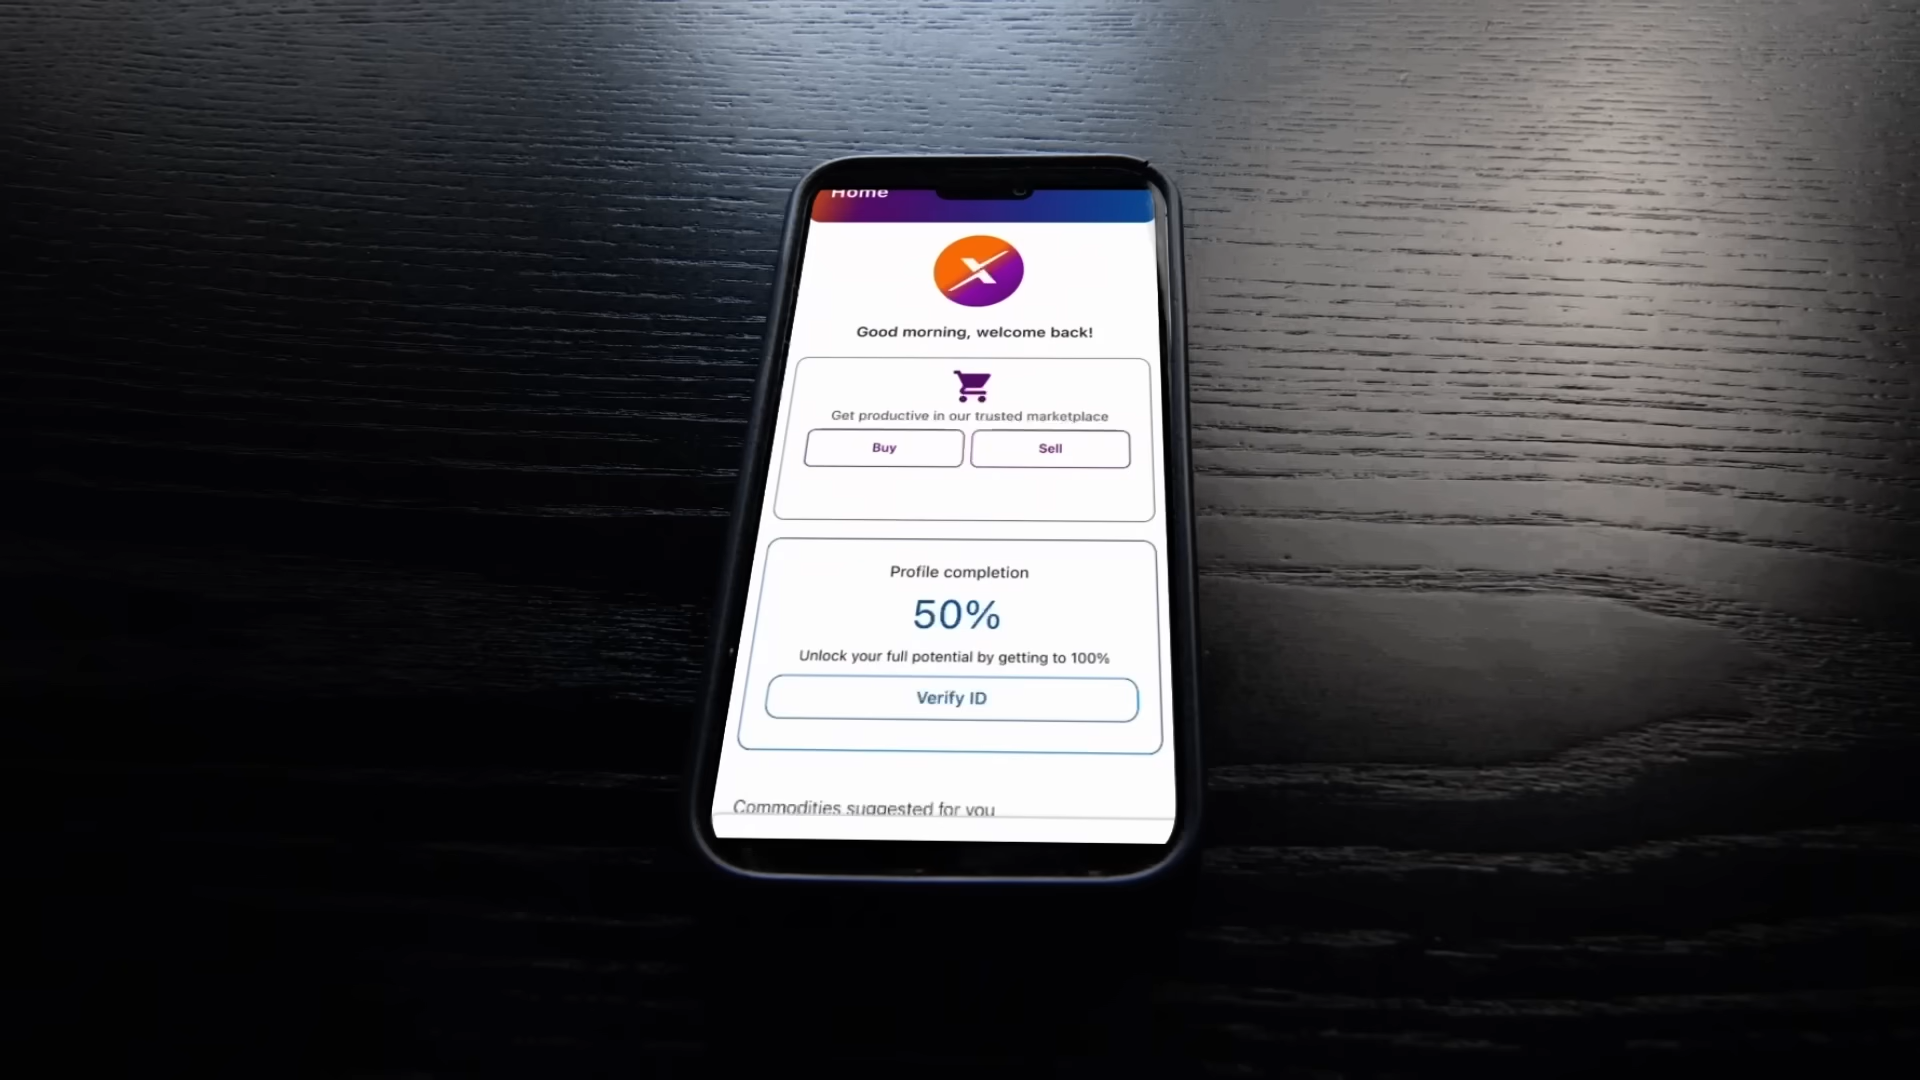 Home
Good morning, welcome back!
Get productive in our trusted marketplace
Buy
Sell
Profile completion
50%
Unlock your full potential by getting to 100%
Verify ID
Commodities suggested for you